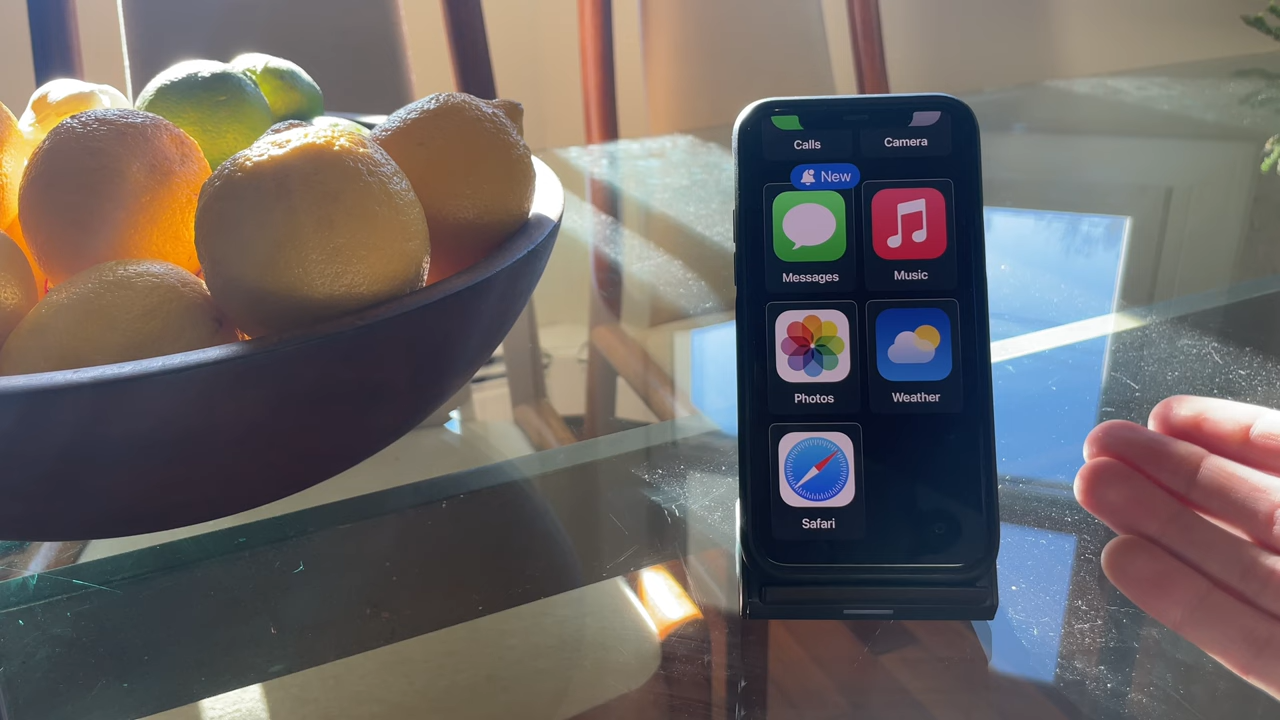 Calls
Camera
New
Messages
Music
Photos
Weather
Safari